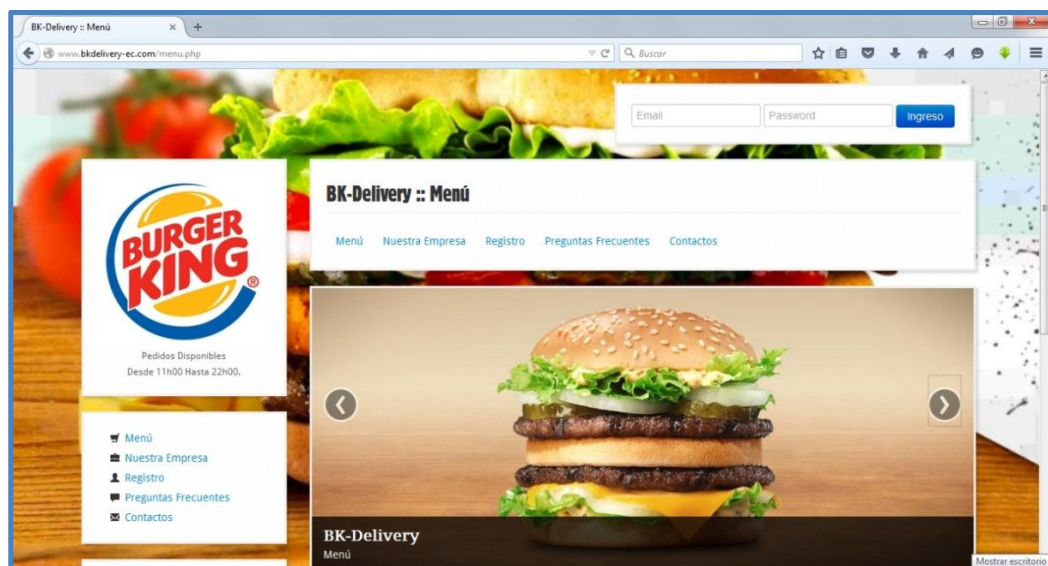 BK-Delivery :: Menú
www.bkdelivery-ec.com/menu.php
Buscar
Email
Password
Ingreso
BURGER
KING
®
Pedidos Disponibles
Desde 11h00 Hasta 22h00.
BK-Delivery :: Menú
Menú Nuestra Empresa Registro Preguntas Frecuentes Contactos
Menú
Nuestra Empresa
Registro
Preguntas Frecuentes
Contactos
BK-Delivery
Menú
Mostrar escritorio